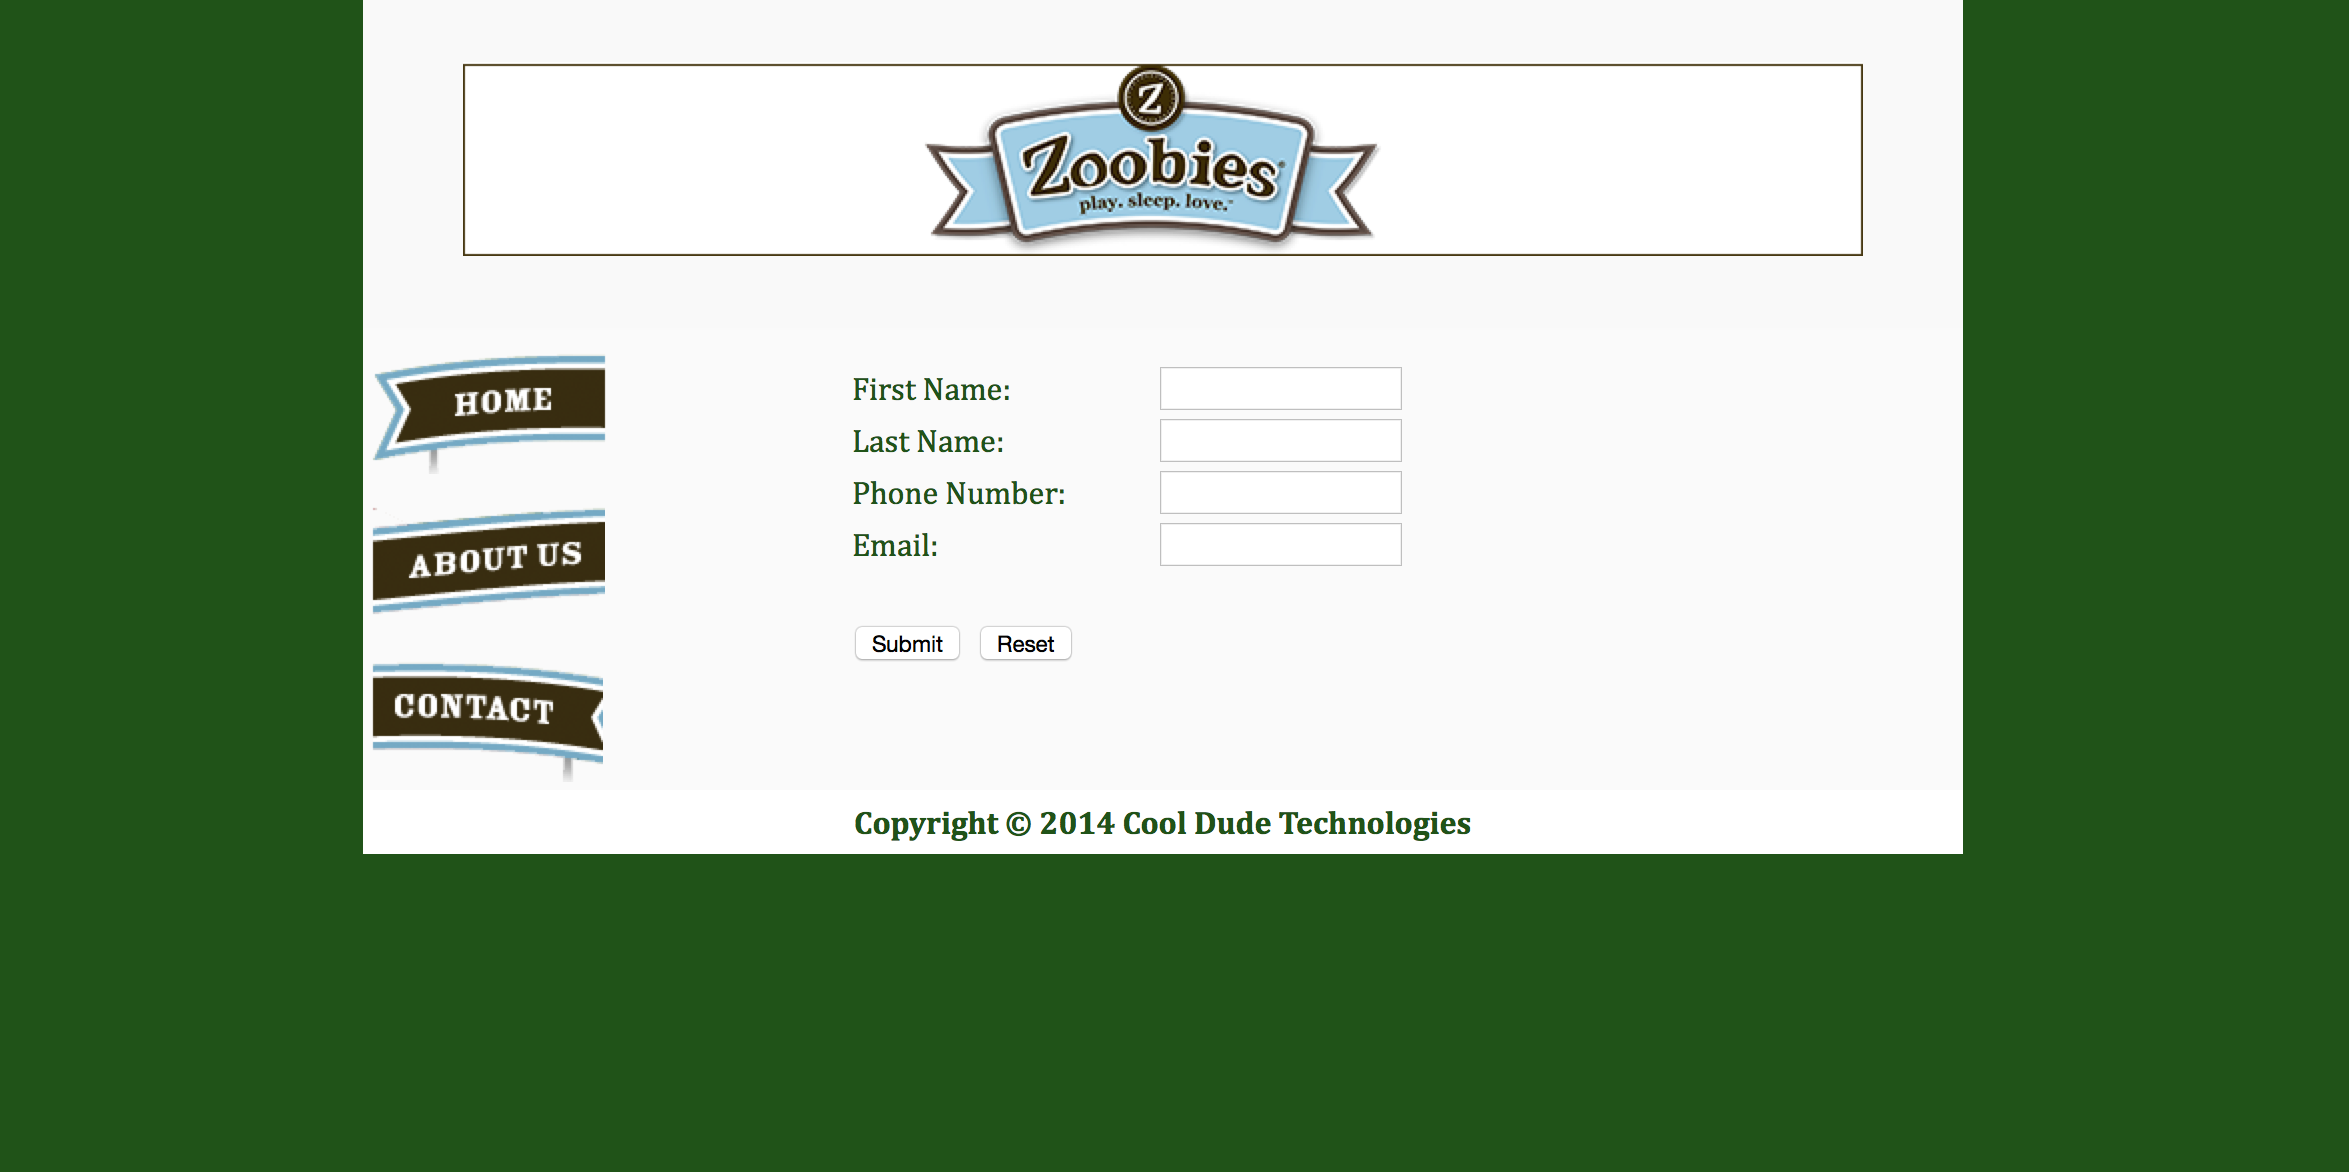 Z
Zoobies®
play. sleep. love.™
HOME
ABOUT US
CONTACT
First Name:
Last Name:
Phone Number:
Email:
Submit Reset
Copyright © 2014 Cool Dude Technologies